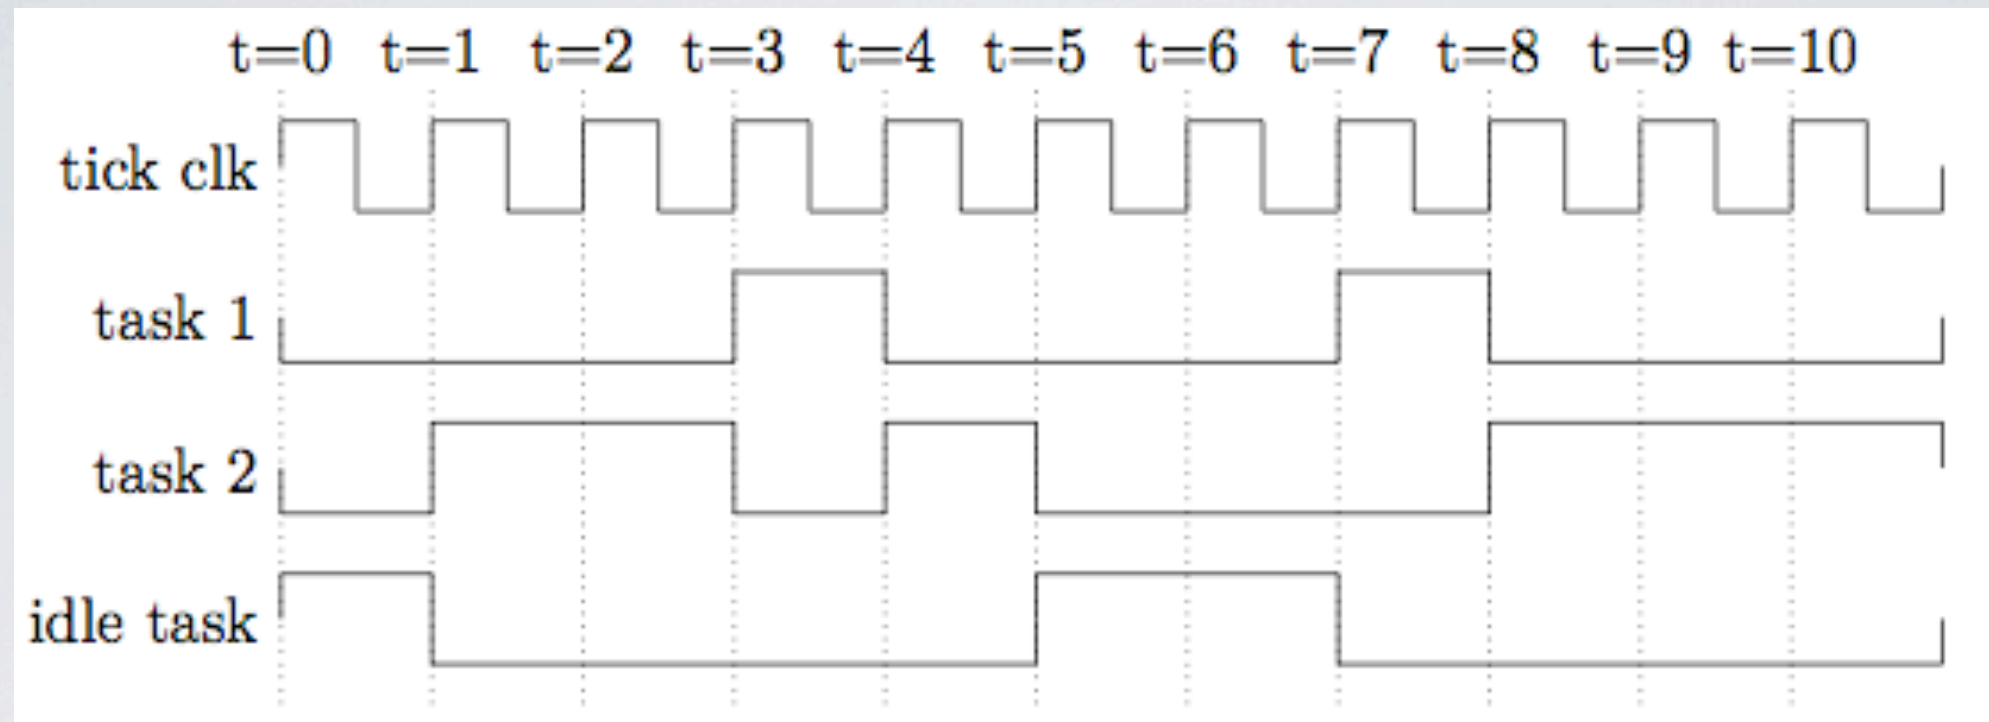 t=0 t=1 t=2 t=3 t=4 t=5 t=6 t=7 t=8 t=9 t=10
tick clk
task 1
task 2
idle task